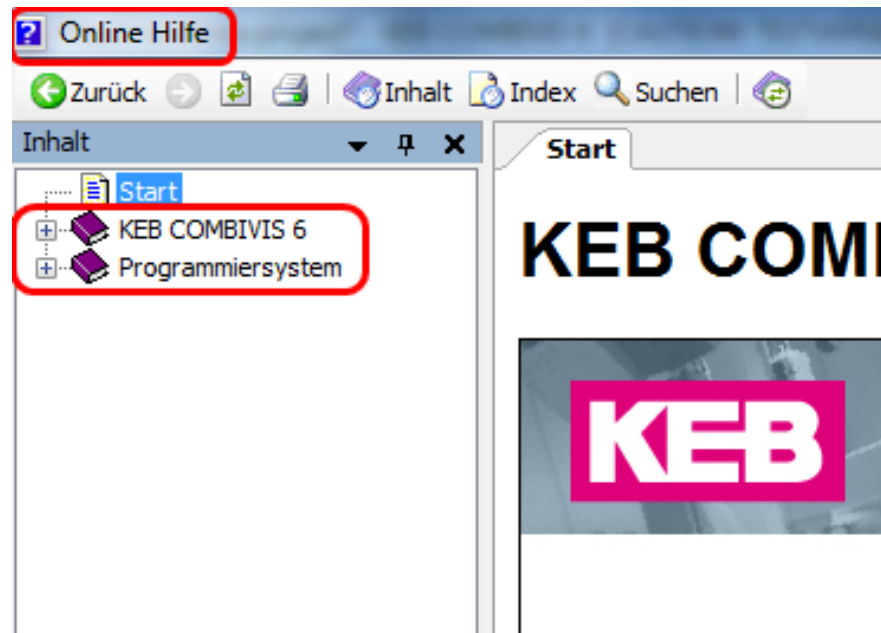 Online Hilfe
Zurück Inhalt Index Suchen
Inhalt
Start
Start
KEB COMBIVIS 6
Programmiersystem
KEB COM
KEB